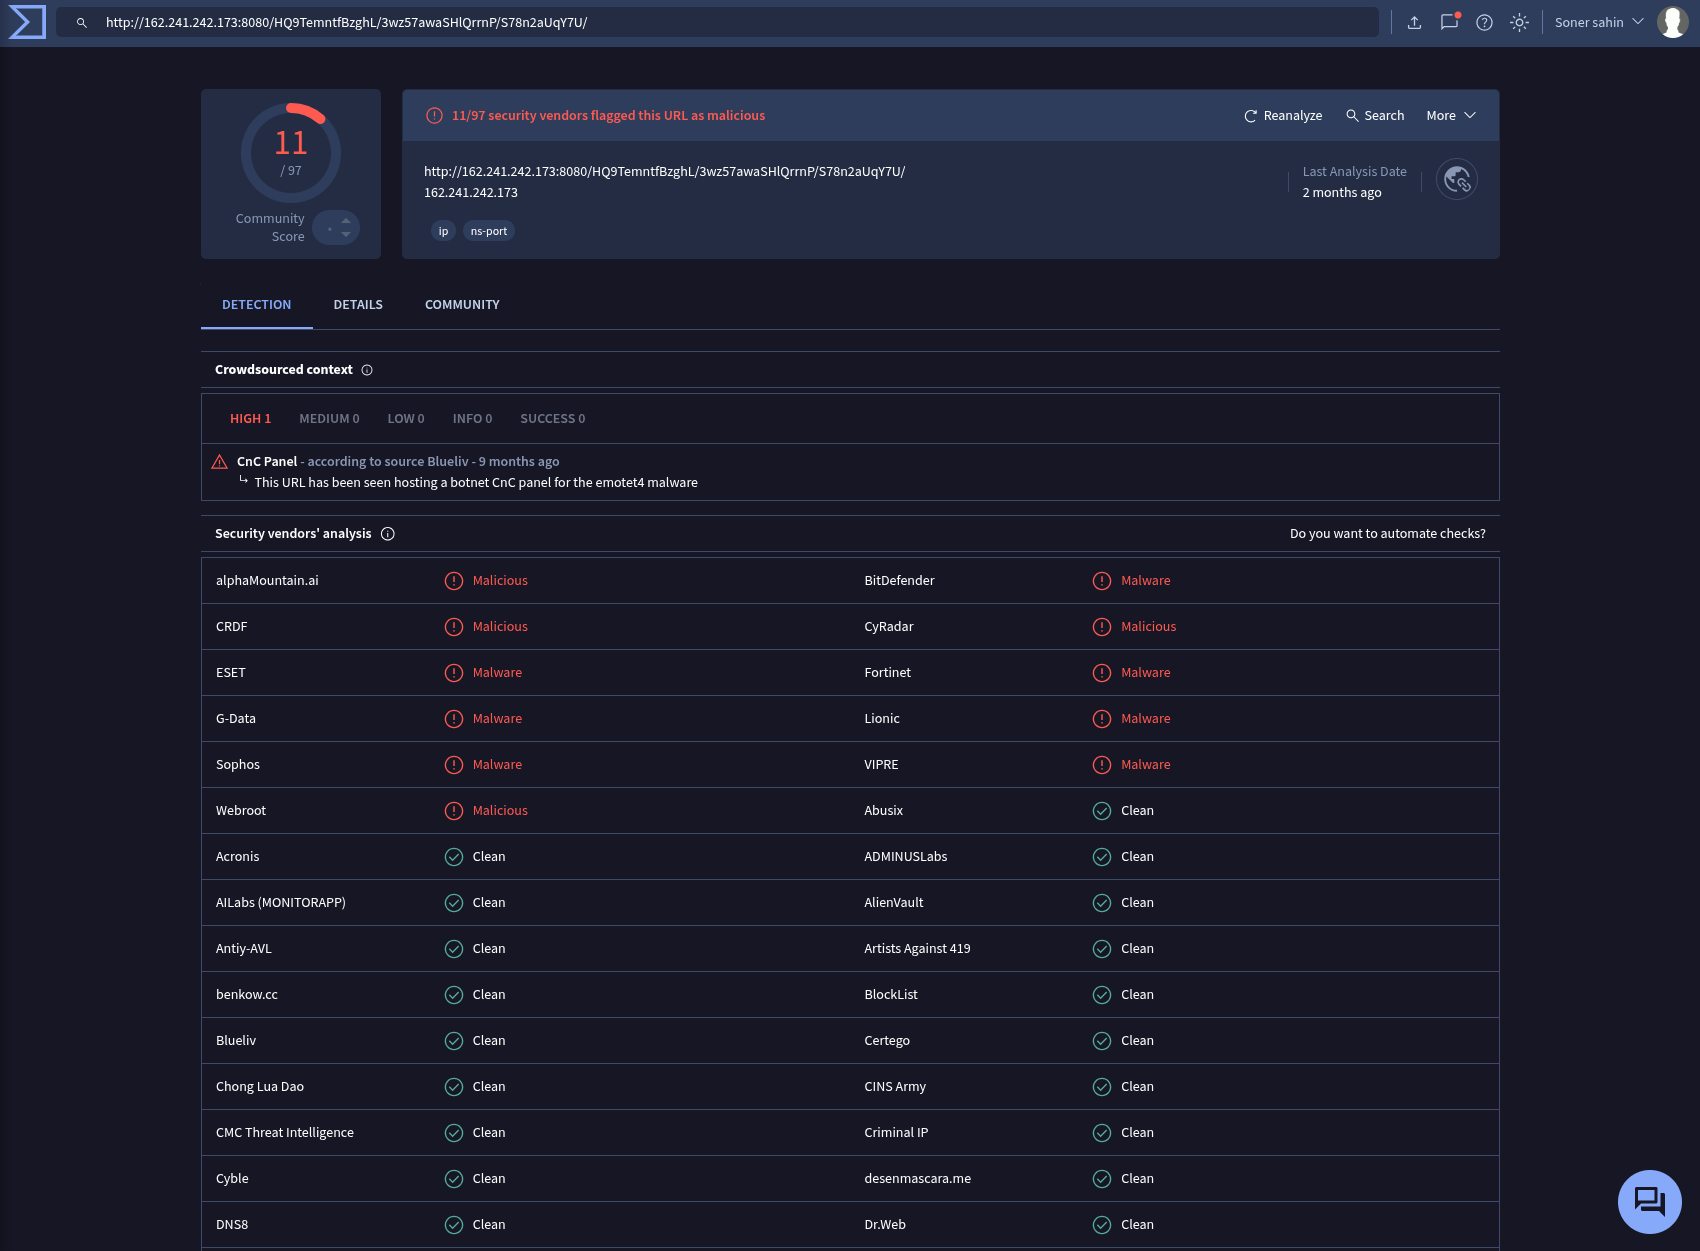 http://162.241.242.173:8080/HQ9TemntfBzghL/3wz57awaSHlQrrnP/S78n2aUqY7U/
Soner sahin
11
/ 97
Community
Score
11/97 security vendors flagged this URL as malicious
Reanalyze
Search
More
http://162.241.242.173:8080/HQ9TemntfBzghL/3wz57awaSHlQrrnP/S78n2aUqY7U/
162.241.242.173
ip
ns-port
Last Analysis Date
2 months ago
DETECTION
DETAILS
COMMUNITY
Crowdsourced context
HIGH 1
MEDIUM 0
LOW 0
INFO 0
SUCCESS 0
CnC Panel - according to source Blueliv - 9 months ago
This URL has been seen hosting a botnet CnC panel for the emotet4 malware
Security vendors' analysis
Do you want to automate checks?
alphaMountain.ai Malicious BitDefender Malware
CRDF Malicious CyRadar Malicious
ESET Malware Fortinet Malware
G-Data Malware Lionic Malware
Sophos Malware VIPRE Malware
Webroot Malicious Abusix Clean
Acronis Clean ADMINUSLabs Clean
AILabs (MONITORAPP) Clean AlienVault Clean
Antiy-AVL Clean Artists Against 419 Clean
benkow.cc Clean BlockList Clean
Blueliv Clean Certego Clean
Chong Lua Dao Clean CINS Army Clean
CMC Threat Intelligence Clean Criminal IP Clean
Cyble Clean desenmascara.me Clean
DNS8 Clean Dr.Web Clean